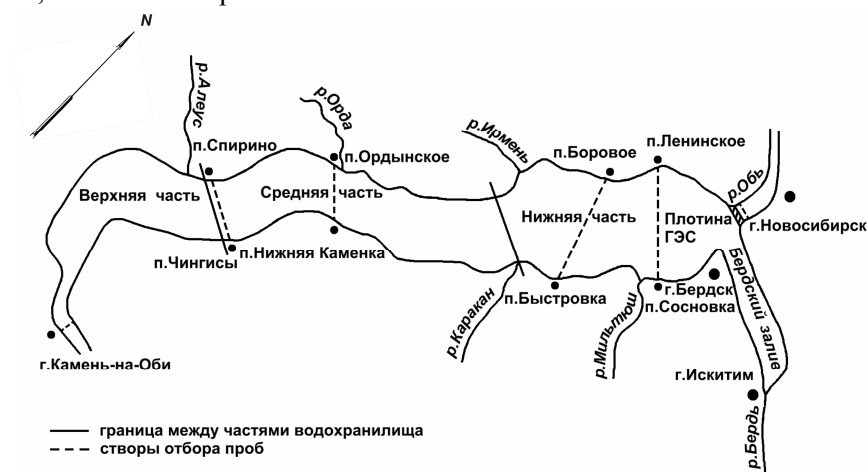 N
р.Алеус
р.Орда
р.Ирмень
п.Спирино
п.Ордынское
п.Боровое
п.Ленинское
р.Обь
Верхняя часть
Средняя часть
Нижняя часть
Плотина
ГЭС
г.Новосибирск
п.Чингисы
п.Нижняя Каменка
р.Каракан
п.Быстровка
р.Мильтюш
г.Бердск
п.Сосновка
Бердский залив
г.Камень-на-Оби
г.Искитим
р.Бердь
граница между частями водохранилища
створы отбора проб